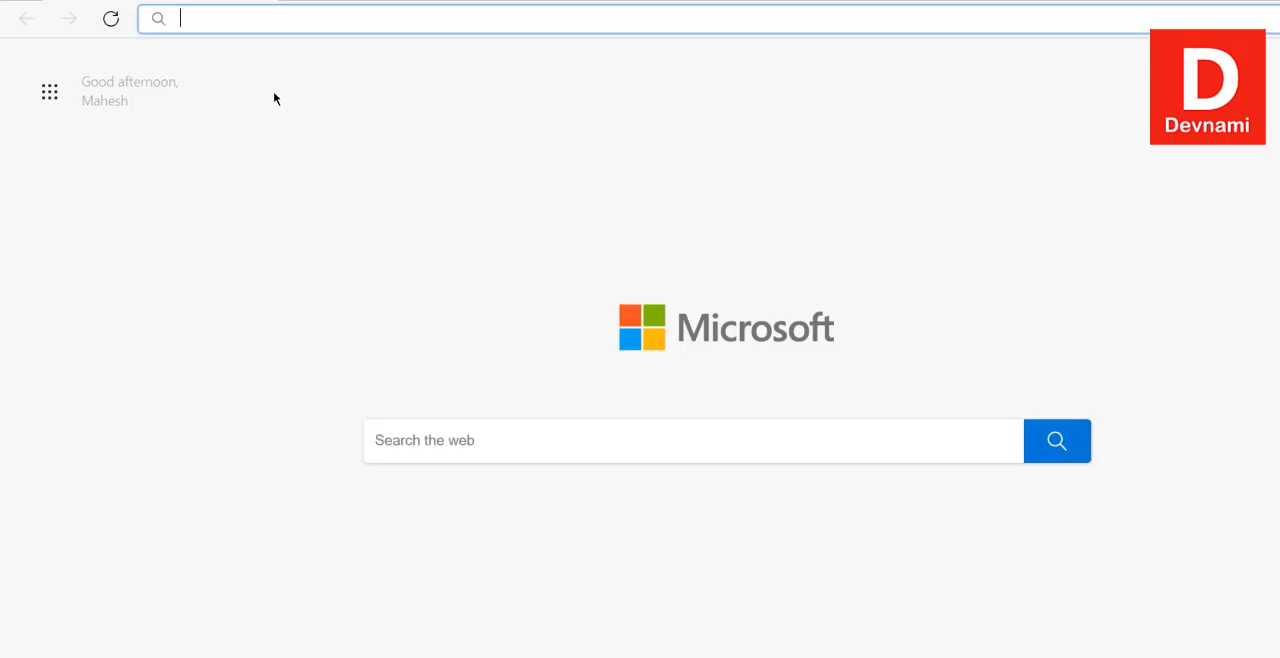 Good afternoon,
Mahesh
D
Devnami
Microsoft
Search the web